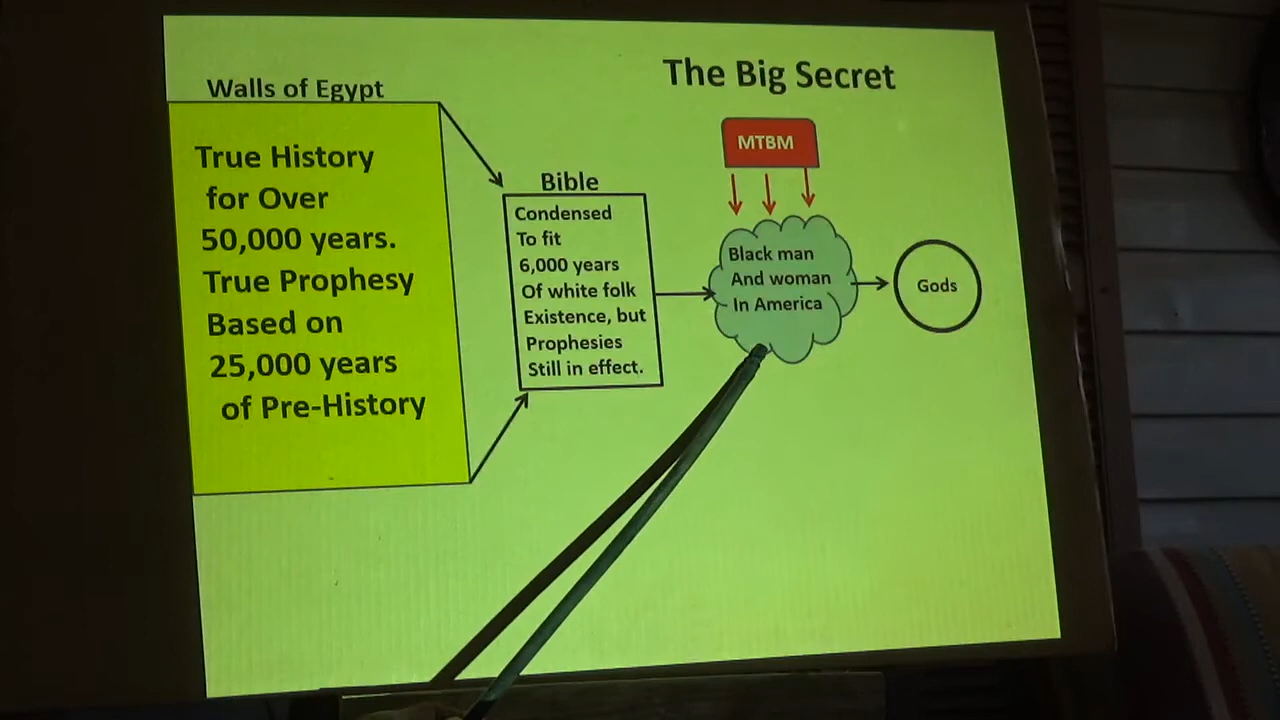 The Big Secret
Walls of Egypt
True History
for Over
50,000 years.
True Prophesy
Based on
25,000 years
of Pre-History
Bible
Condensed
To fit
6,000 years
Of white folk
Existence, but
Prophesies
Still in effect.
MTBM
Black man
And woman
In America
Gods